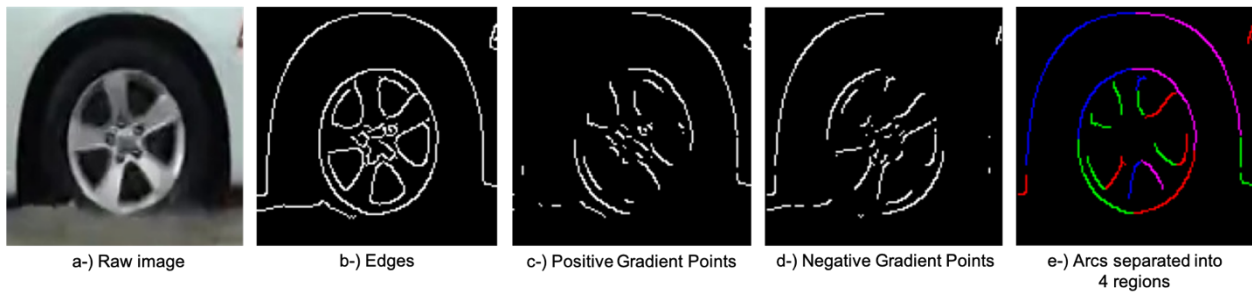 a-) Raw image
b-) Edges
c-) Positive Gradient Points
d-) Negative Gradient Points
e-) Arcs separated into
4 regions